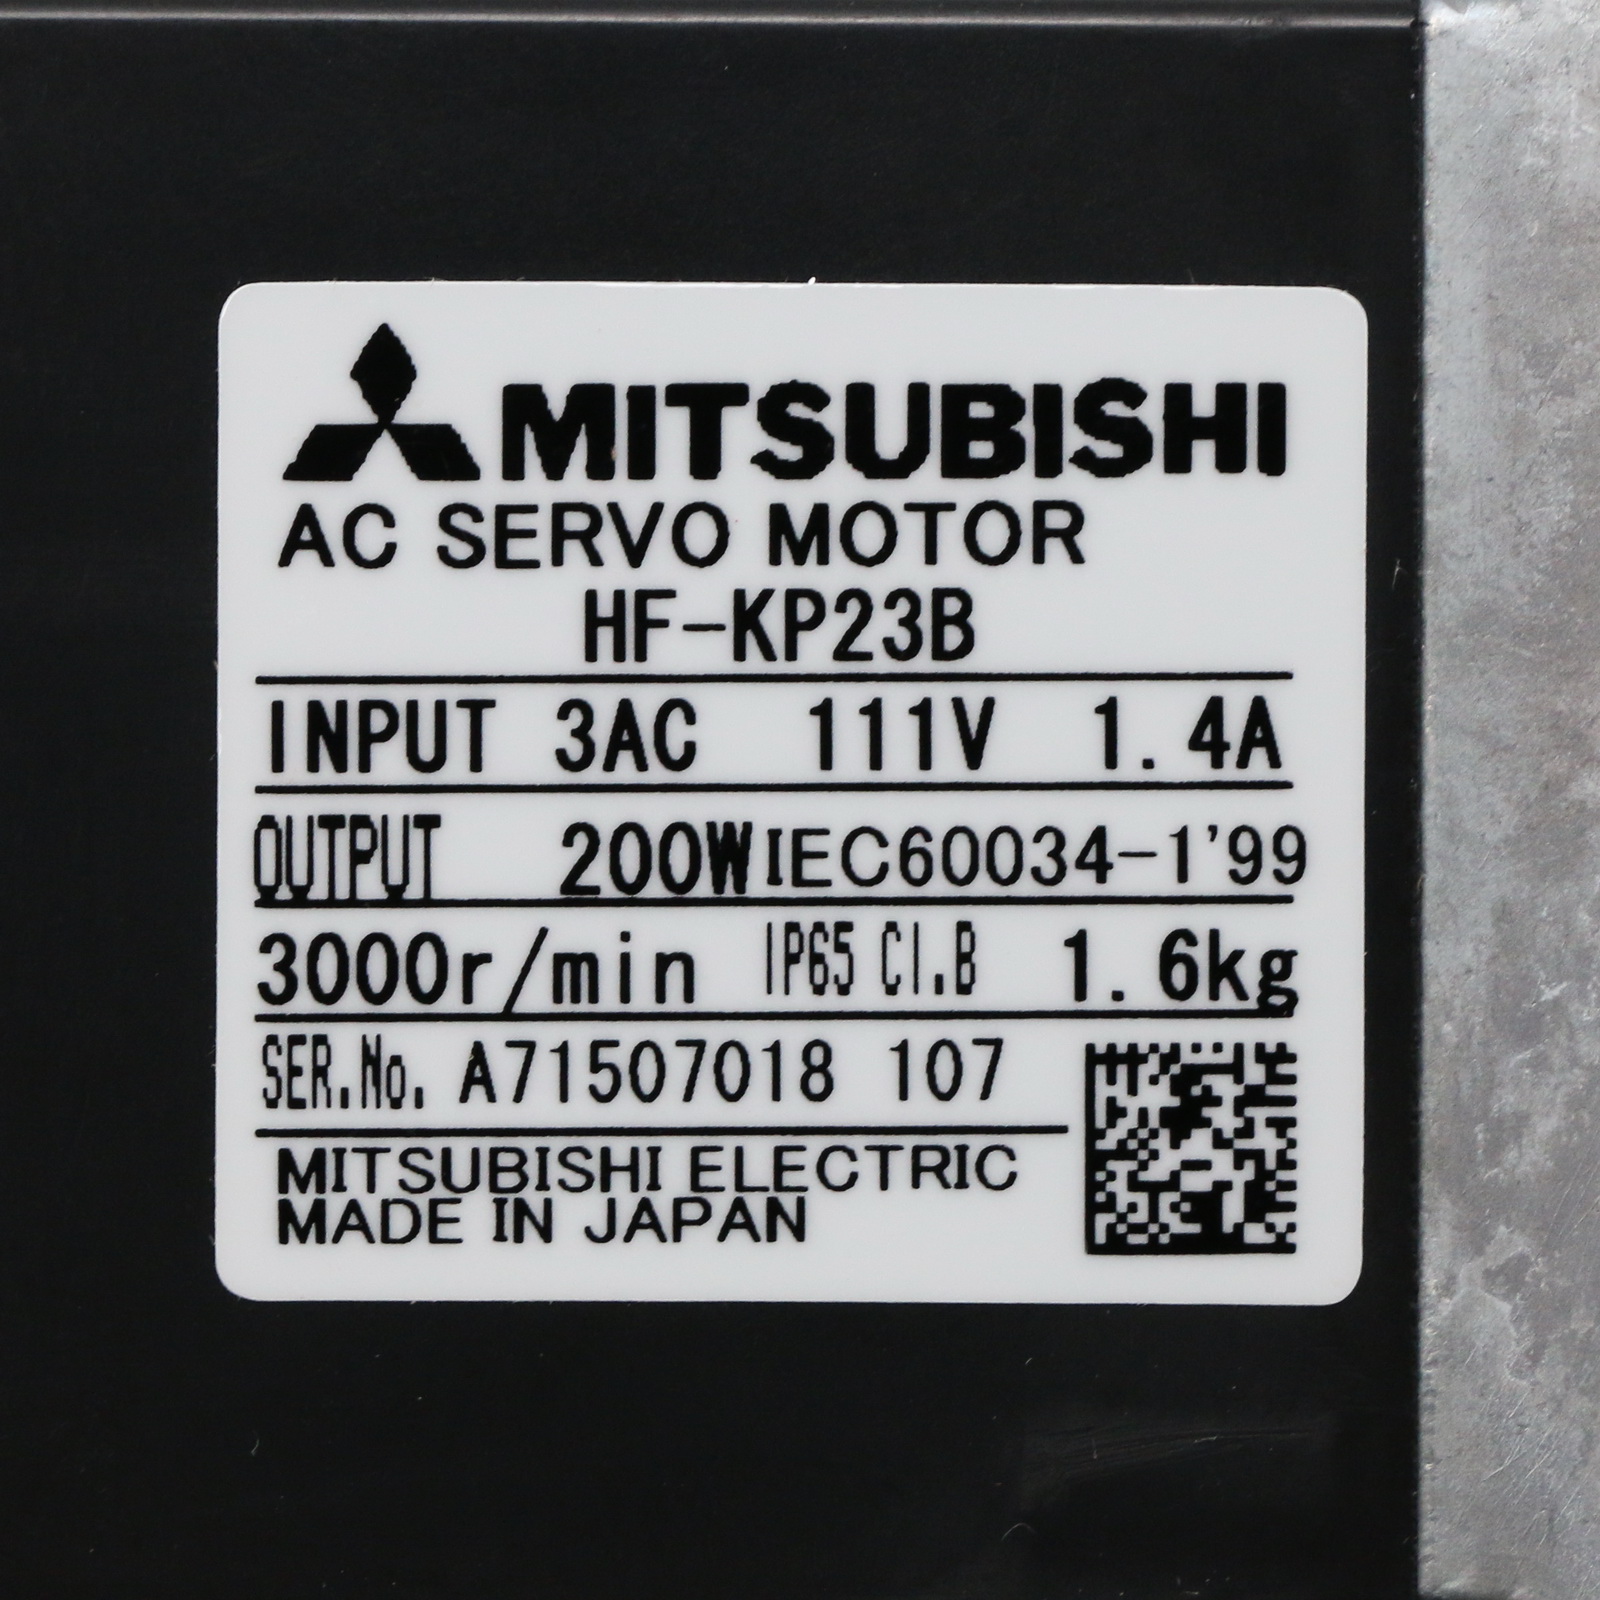 MITSUBISHI
AC SERVO MOTOR
HF-KP23B
INPUT 3AC 111V 1.4A
OUTPUT 200W IEC60034-1'99
3000r/min IP65 Cl.B 1.6kg
SER.No. A71507018 107
MITSUBISHI ELECTRIC
MADE IN JAPAN